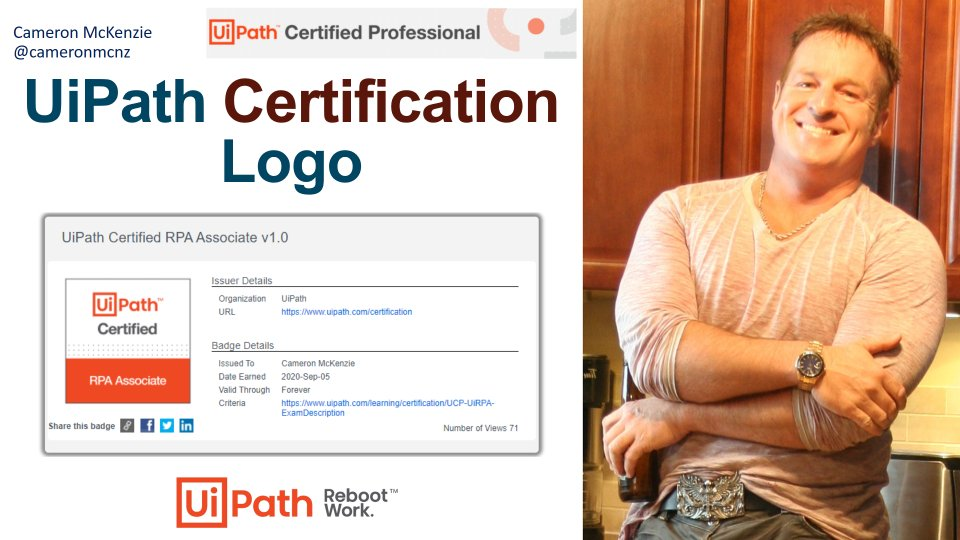 Cameron McKenzie
@cameronmcnz
UiPath™ Certified Professional
UiPath Certification
Logo
UiPath Certified RPA Associate v1.0
UiPath™
Certified
RPA Associate
Share this badge
Issuer Details
Organization UiPath
URL https://www.uipath.com/certification
Badge Details
Issued To Cameron McKenzie
Date Earned 2020-Sep-05
Valid Through Forever
Criteria https://www.uipath.com/learning/certification/UCP-UiRPA-
ExamDescription
Number of Views 71
UiPath Reboot™
Work.